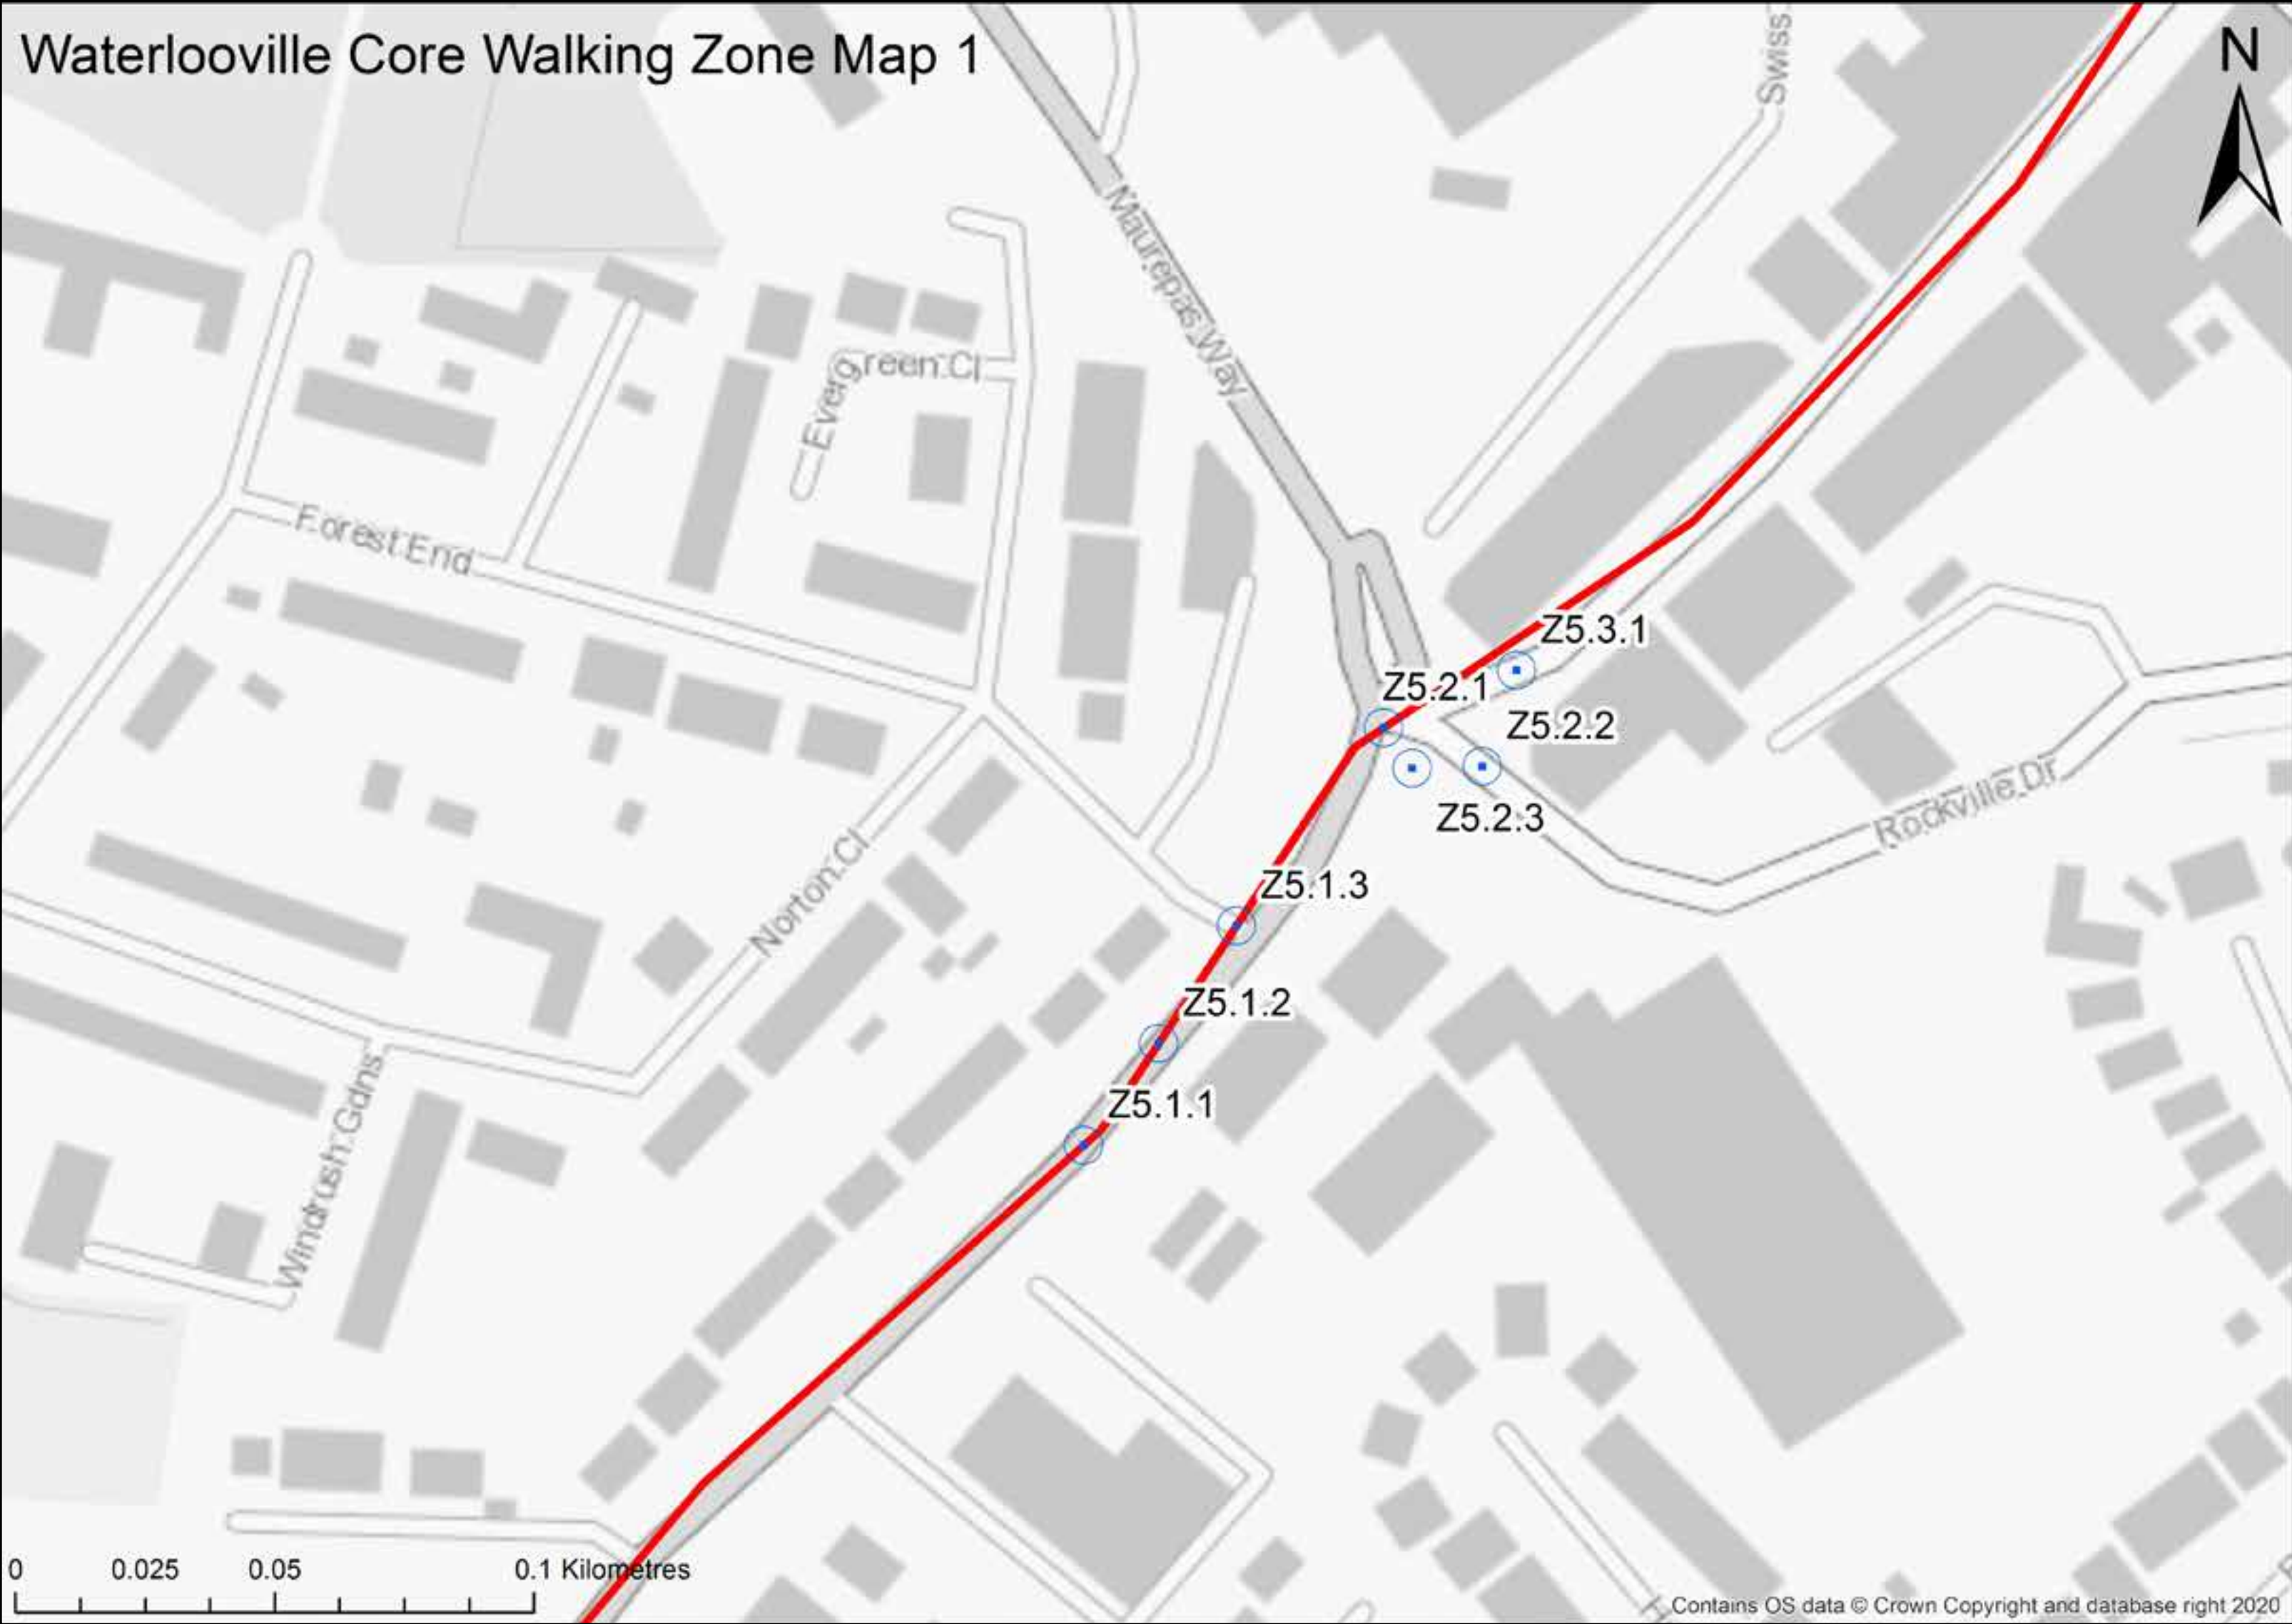 Waterlooville Core Walking Zone Map 1
N
Swiss
Maurepas Way
Evergreen Cl
Forest End
Z5.3.1
Z5.2.1
Z5.2.2
Z5.2.3
Rockville Dr
Z5.1.3
Norton Cl
Z5.1.2
Z5.1.1
Windrush Gdns
0 0.025 0.05 0.1 Kilometres
Contains OS data © Crown Copyright and database right 2020